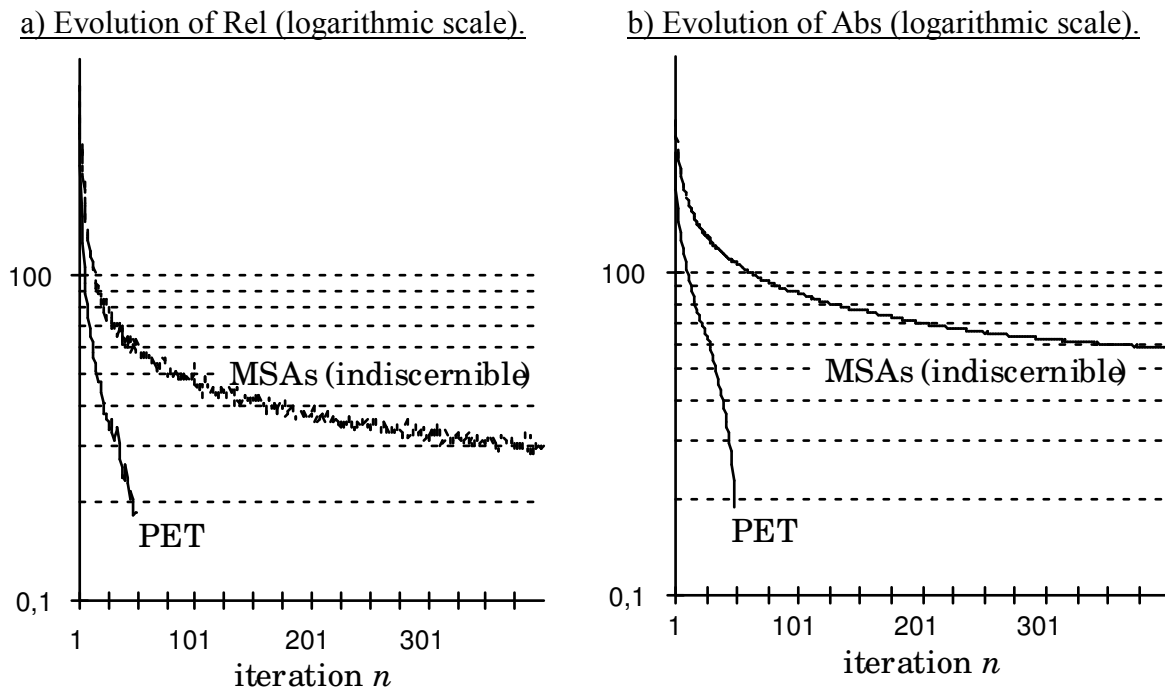 a) Evolution of Rel (logarithmic scale).
100
MSAs (indiscernible)
PET
0,1
1 101 201 301
iteration n
b) Evolution of Abs (logarithmic scale).
100
MSAs (indiscernible)
PET
0,1
1 101 201 301
iteration n